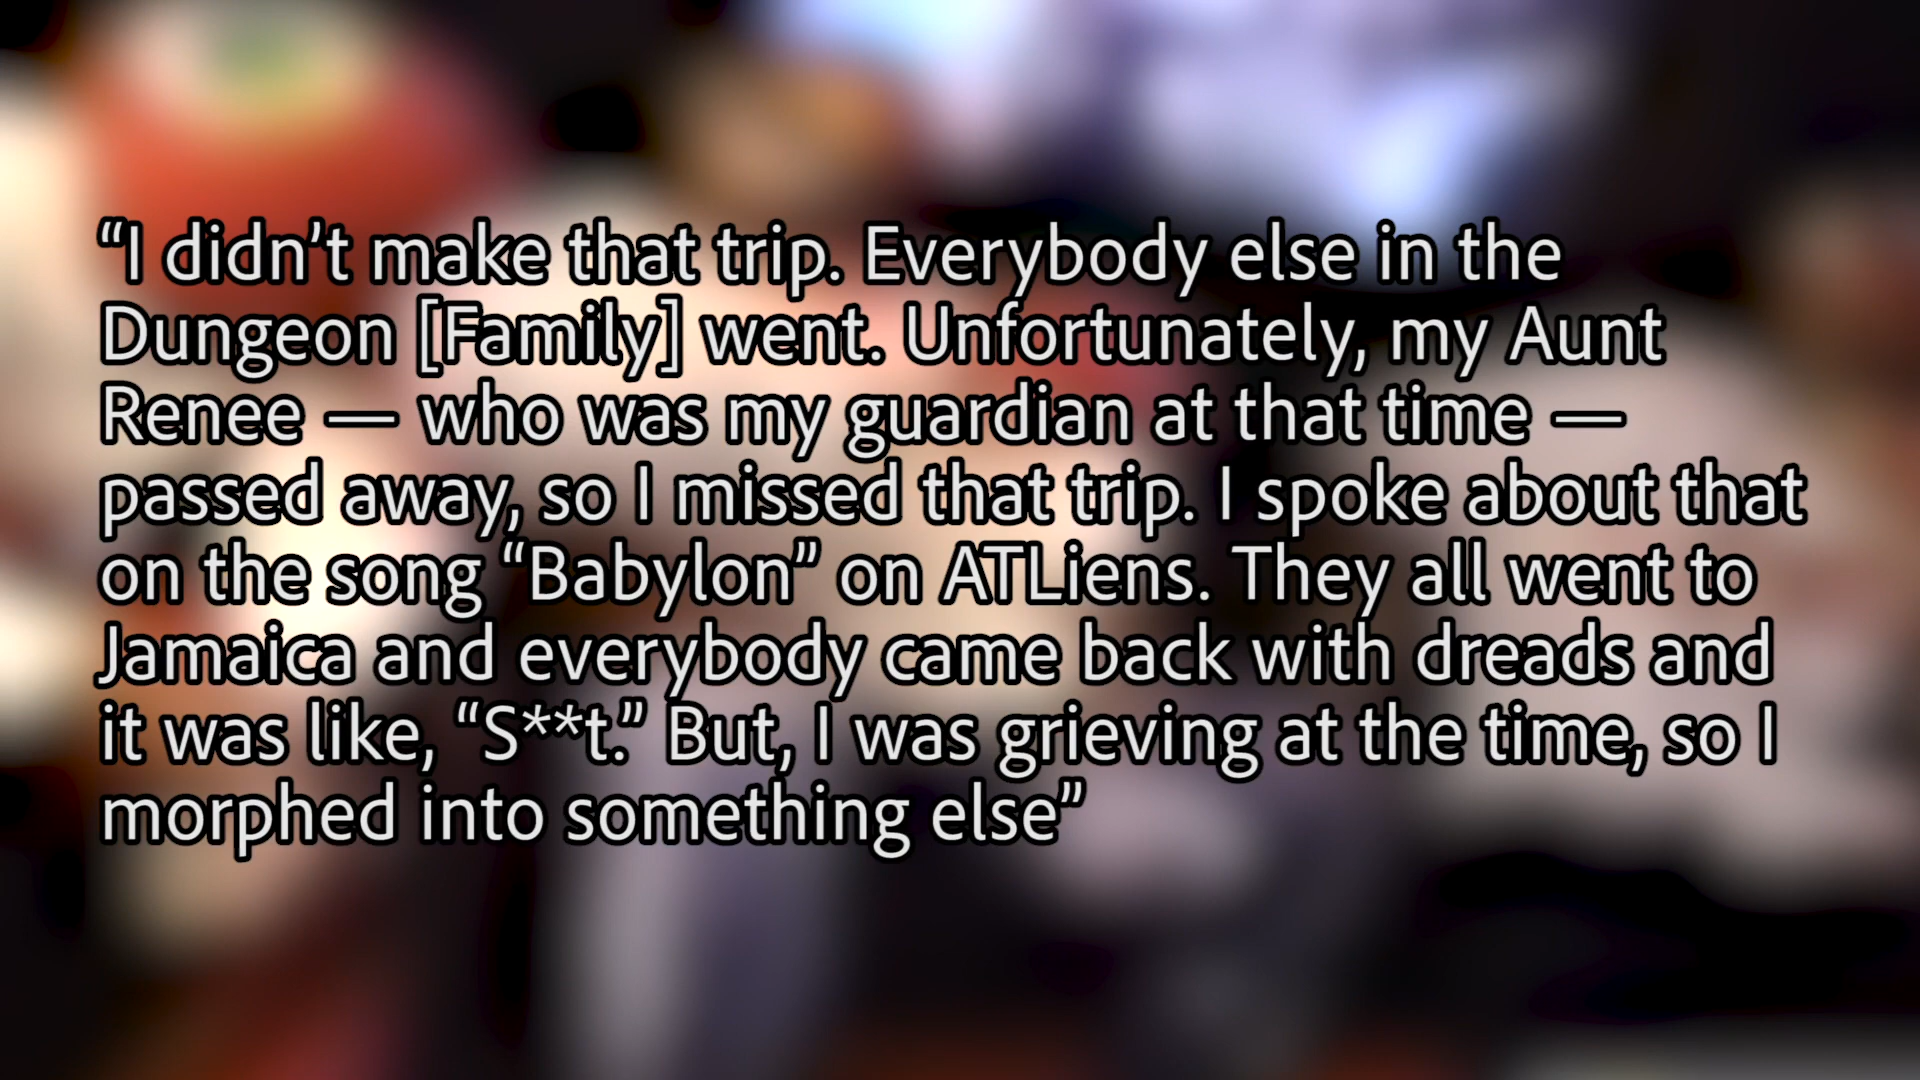 “I didn’t make that trip. Everybody else in the
Dungeon [Family] went. Unfortunately, my Aunt
Renee — who was my guardian at that time —
passed away, so I missed that trip. I spoke about that
on the song “Babylon” on ATLiens. They all went to
Jamaica and everybody came back with dreads and
it was like, “S**t.” But, I was grieving at the time, so I
morphed into something else”